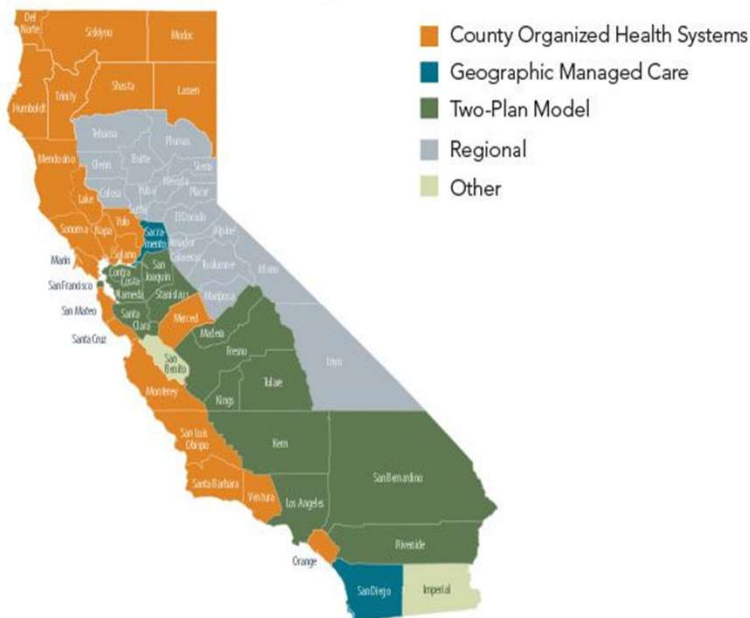 County Organized Health Systems
Geographic Managed Care
Two-Plan Model
Regional
Other
Del
Norte
Siskiyou
Modoc
Humboldt
Trinity
Shasta
Lassen
Mendocino
Tehama
Plumas
Glenn
Butte
Sierra
Colusa
Yuba
Nevada
Placer
Lake
Sutter
Sonoma
Napa
Yolo
Sacra-
mento
El Dorado
Alpine
Amador
Solano
Calaveras
Marin
Contra
Costa
San
Joaquin
Tuolumne
Mono
San Francisco
Alameda
Stanislaus
Mariposa
San Mateo
Santa
Clara
Merced
Madera
Santa Cruz
San
Benito
Fresno
Inyo
Monterey
Kings
Tulare
San Luis
Obispo
Kern
San Bernardino
Santa Barbara
Ventura
Los Angeles
Orange
Riverside
San Diego
Imperial